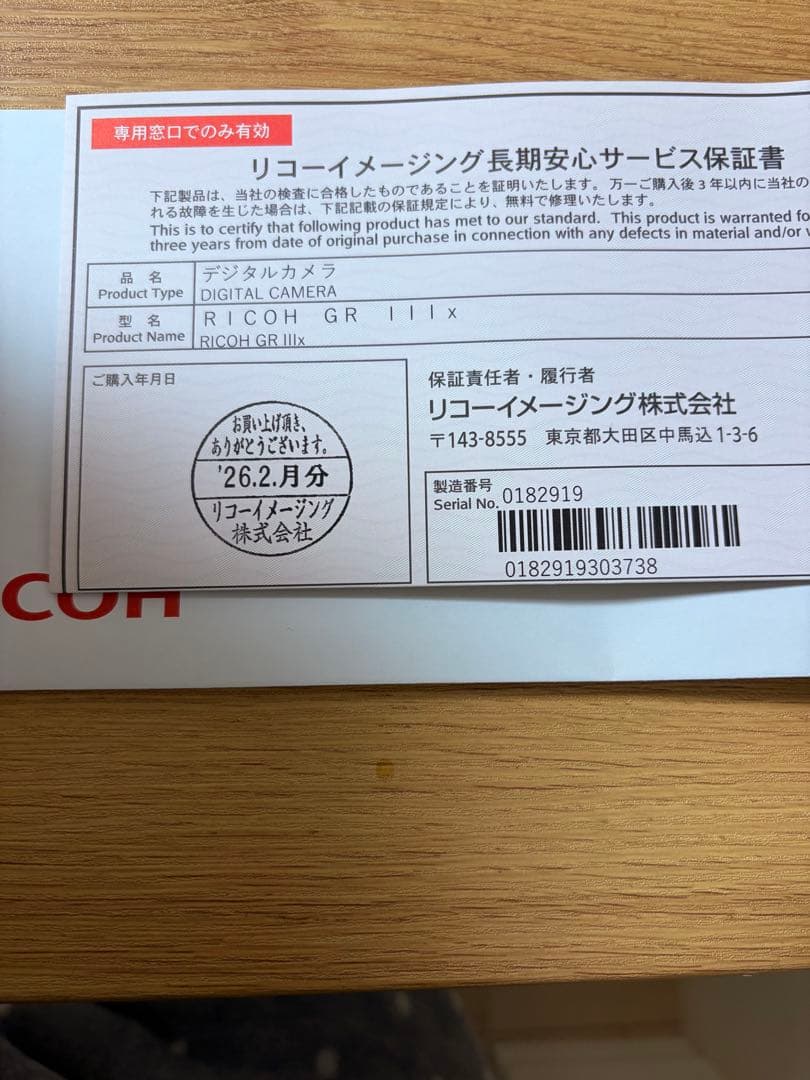 専用窓口でのみ有効
リコーイメージング長期安心サービス保証書
下記製品は、当社の検査に合格したものであることを証明いたします。万一ご購入後3年以内に当社の
れる故障を生じた場合は、下記記載の保証規定により、無料で修理いたします。
This is to certify that following product has met to our standard. This product is warranted fo
three years from date of original purchase in connection with any defects in material and/or
品 名 デジタルカメラ
Product Type DIGITAL CAMERA
型 名 ＲＩＣＯＨ ＧＲ ＩＩＩｘ
Product Name RICOH GR IIIx
ご購入年月日
お買い上げ頂き、
ありがとうございます。
'26.2.月分
リコーイメージング
株式会社
保証責任者・履行者
リコーイメージング株式会社
〒143-8555 東京都大田区中馬込1-3-6
製造番号
Serial No. 0182919
0182919303738
COH